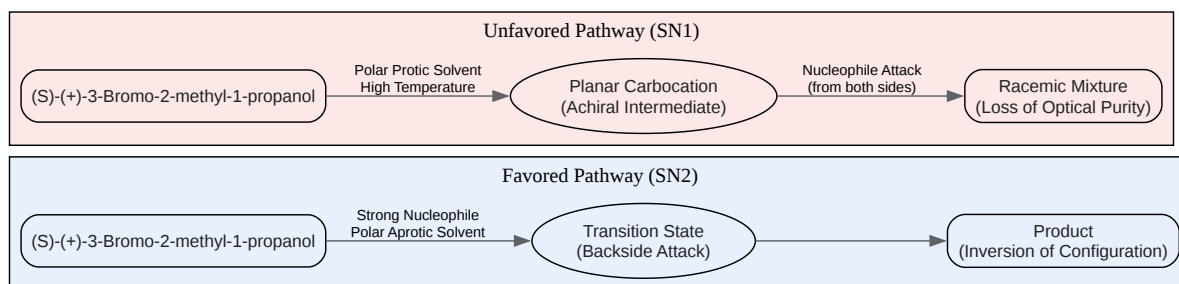 Unfavored Pathway (SN1)
(S)-(+)-3-Bromo-2-methyl-1-propanol
Polar Protic Solvent
High Temperature
Planar Carbocation
(Achiral Intermediate)
Nucleophile Attack
(from both sides)
Racemic Mixture
(Loss of Optical Purity)
Favored Pathway (SN2)
(S)-(+)-3-Bromo-2-methyl-1-propanol
Strong Nucleophile
Polar Aprotic Solvent
Transition State
(Backside Attack)
Product
(Inversion of Configuration)